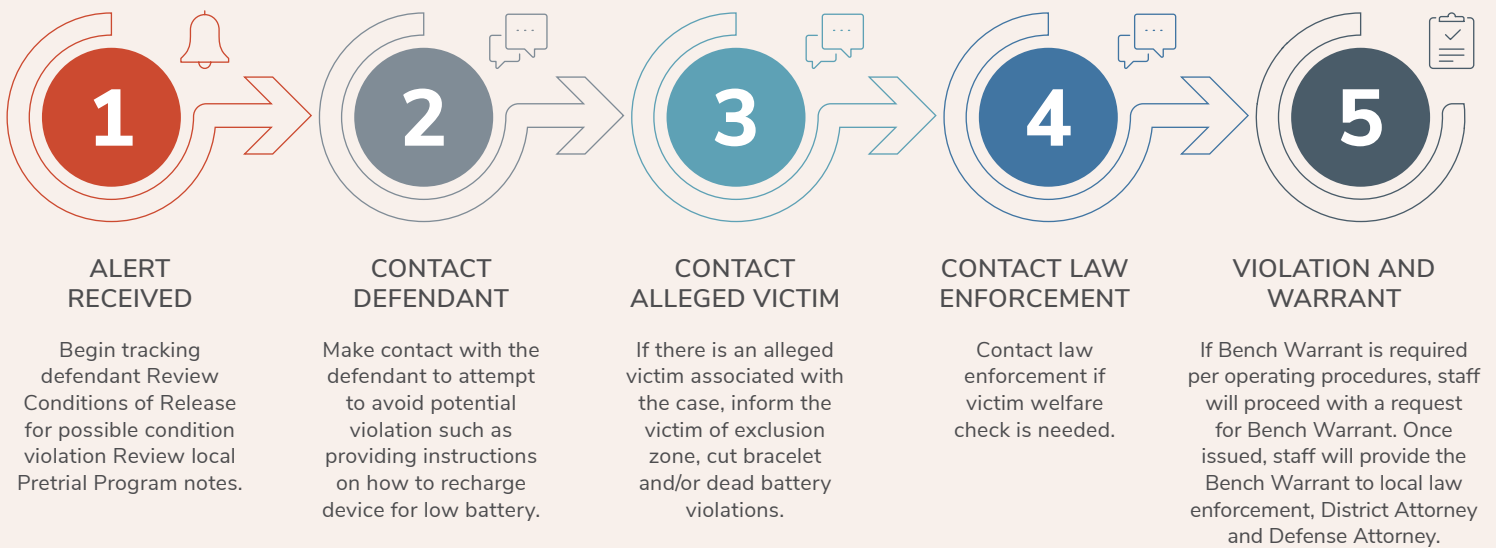 1
ALERT
RECEIVED
Begin tracking
defendant Review
Conditions of Release
for possible condition
violation Review local
Pretrial Program notes.
2
CONTACT
DEFENDANT
Make contact with the
defendant to attempt
to avoid potential
violation such as
providing instructions
on how to recharge
device for low battery.
3
CONTACT
ALLEGED VICTIM
If there is an alleged
victim associated with
the case, inform the
victim of exclusion
zone, cut bracelet
and/or dead battery
violations.
4
CONTACT LAW
ENFORCEMENT
Contact law
enforcement if
victim welfare
check is needed.
5
VIOLATION AND
WARRANT
If Bench Warrant is required
per operating procedures, staff
will proceed with a request
for Bench Warrant. Once
issued, staff will provide the
Bench Warrant to local law
enforcement, District Attorney
and Defense Attorney.